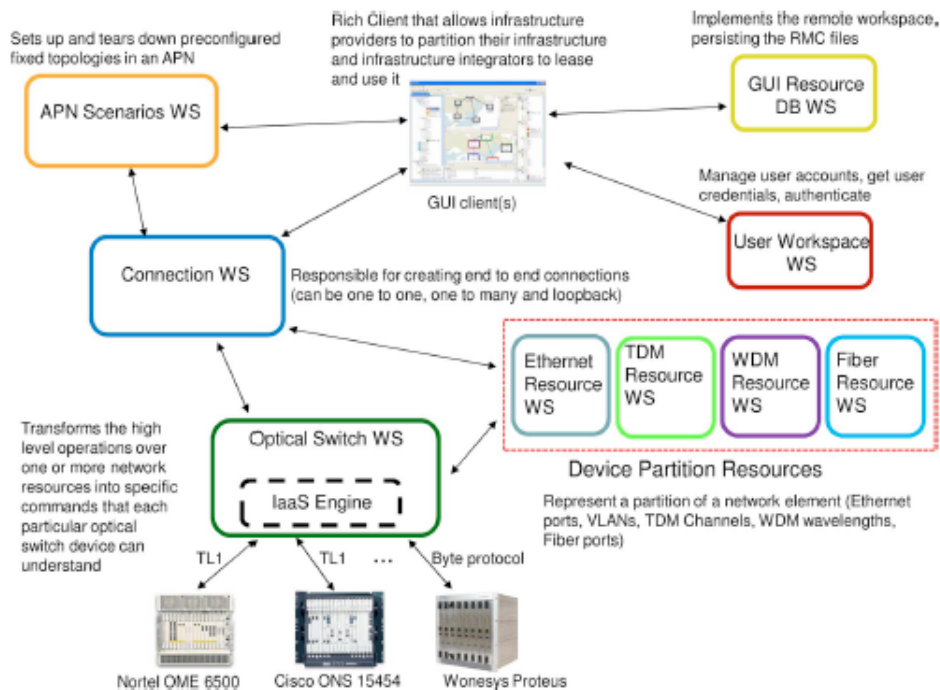 Sets up and tears down preconfigured
fixed topologies in an APN
APN Scenarios WS
Rich Client that allows infrastructure
providers to partition their infrastructure
and infrastructure integrators to lease
and use it
GUI client(s)
Implements the remote workspace,
persisting the RMC files
GUI Resource
DB WS
Manage user accounts, get user
credentials, authenticate
User Workspace
WS
Connection WS
Responsible for creating end to end connections
(can be one to one, one to many and loopback)
Ethernet
Resource
WS
TDM
Resource
WS
WDM
Resource
WS
Fiber
Resource
WS
Device Partition Resources
Represent a partition of a network element (Ethernet
ports, VLANs, TDM Channels, WDM wavelengths,
Fiber ports)
Transforms the high
level operations over
one or more network
resources into specific
commands that each
particular optical
switch device can
understand
Optical Switch WS
IaaS Engine
TL1
TL1
...
Byte protocol
Nortel OME 6500
Cisco ONS 15454
Wonesys Proteus